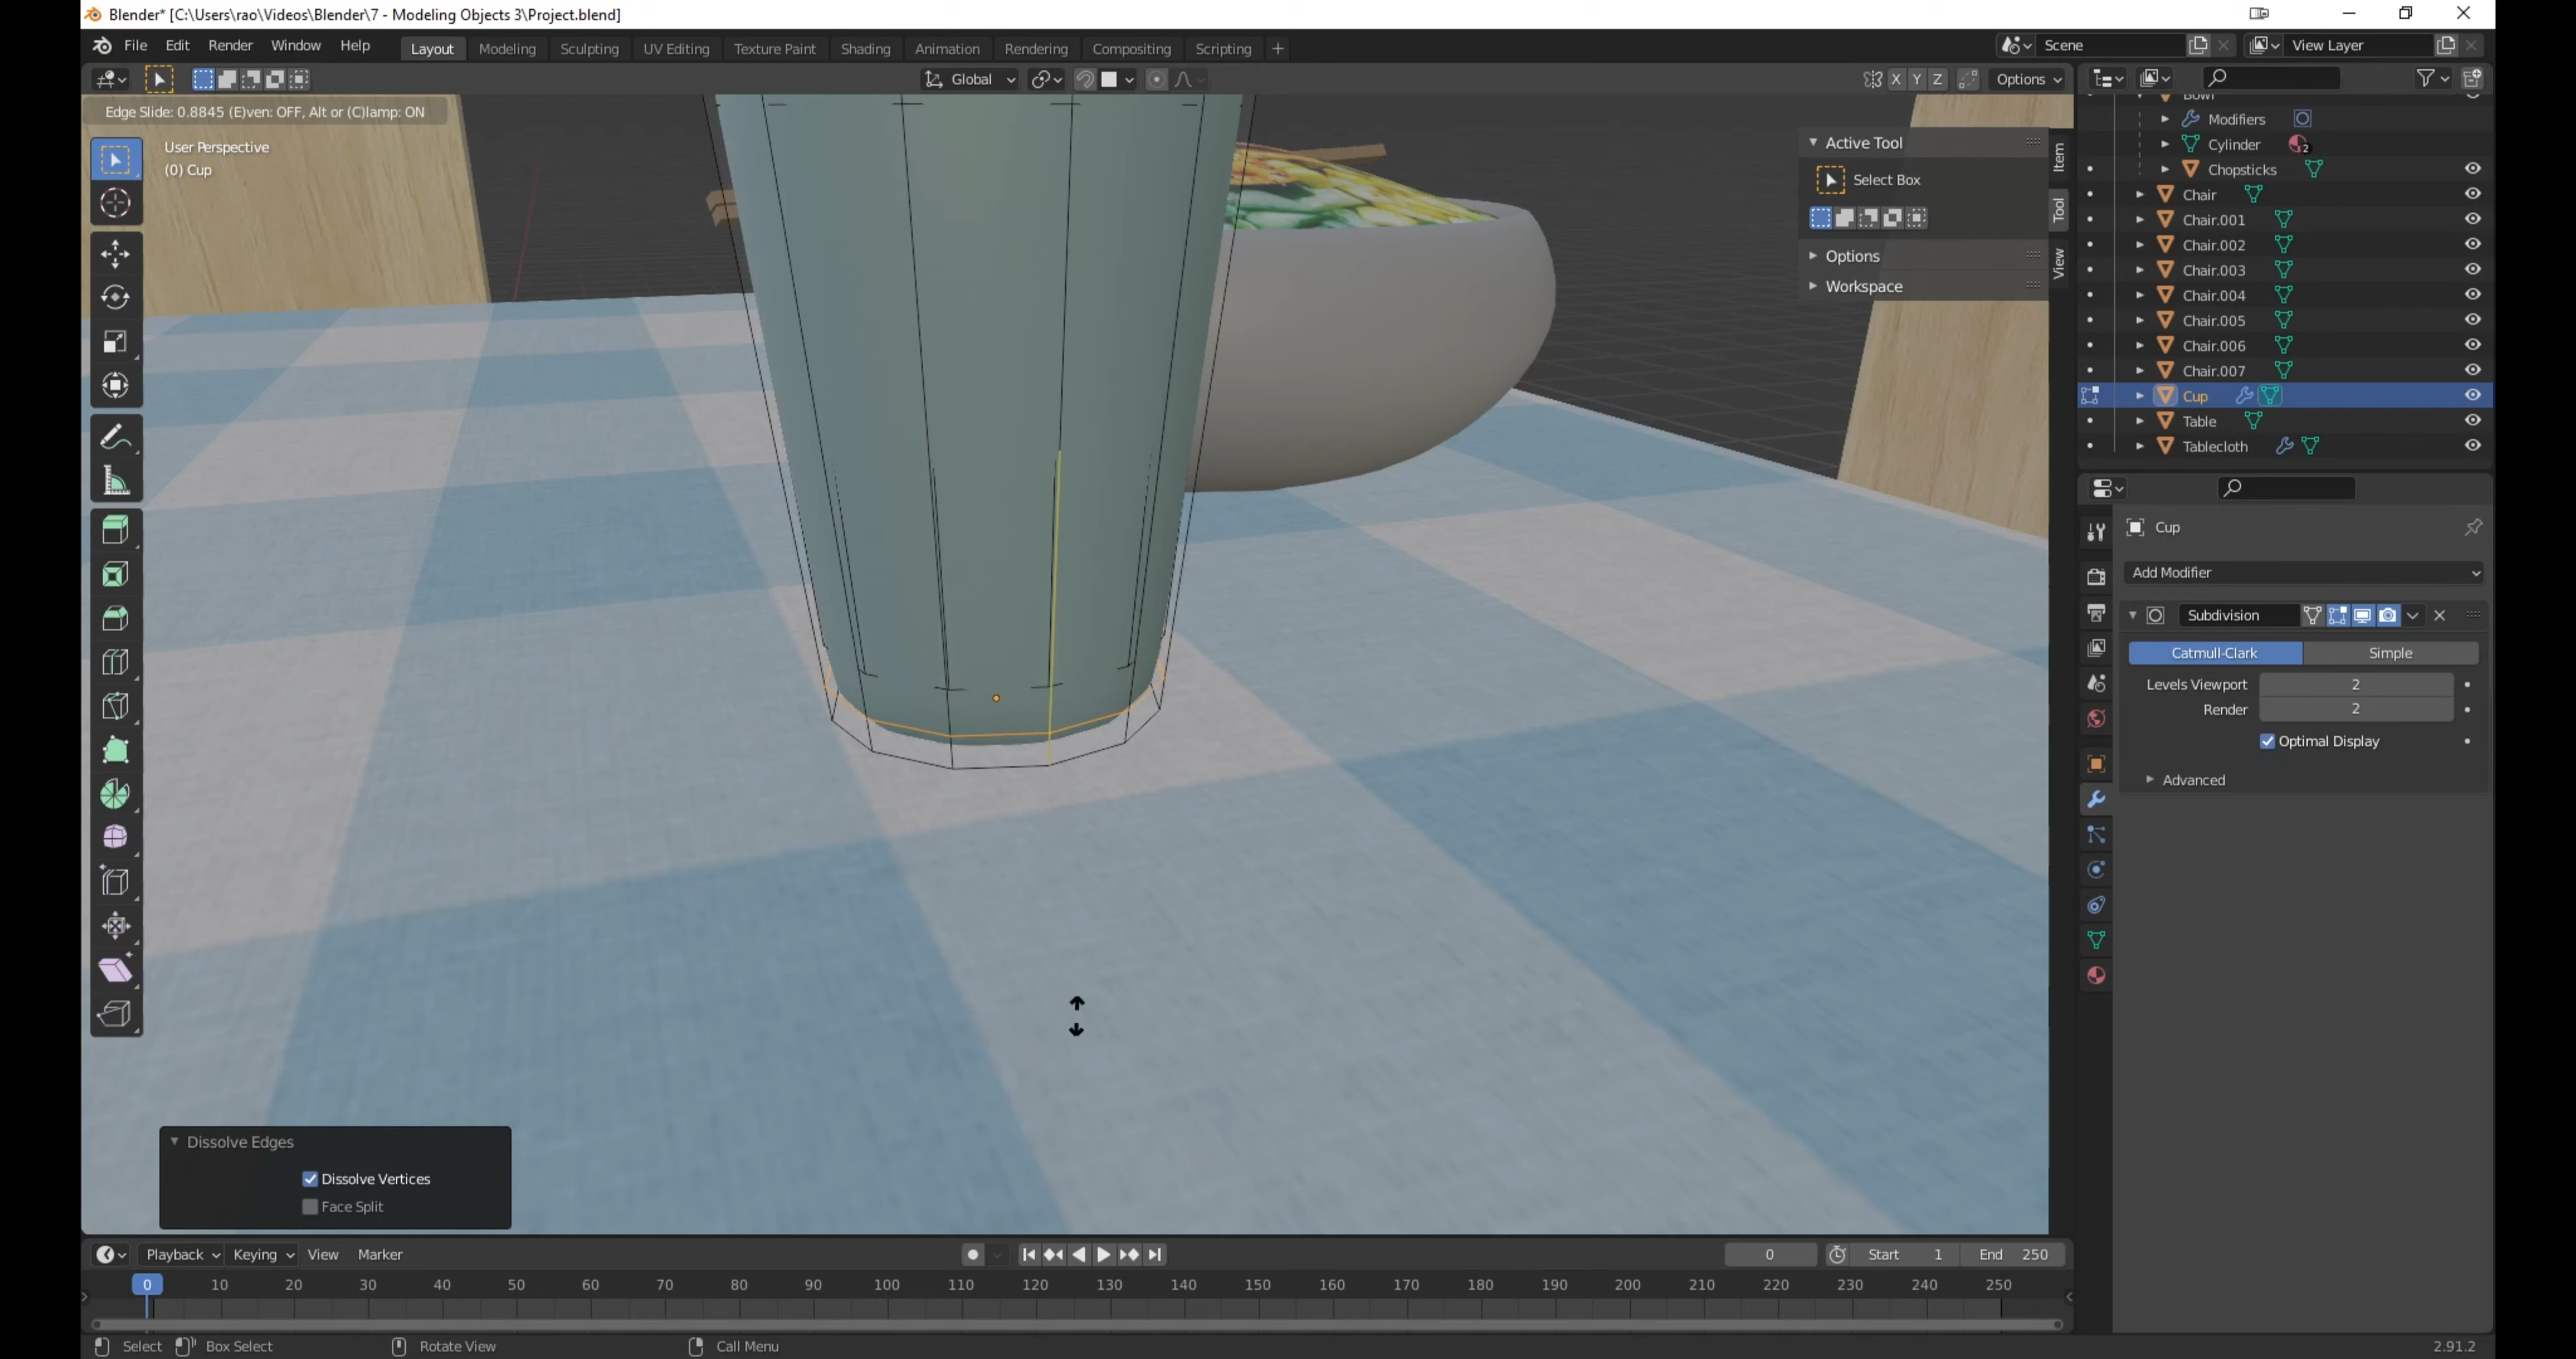 Blender* [C:\Users\rao\Videos\Blender\7 - Modeling Objects 3\Project.blend]
File Edit Render Window Help Layout Modeling Sculpting UV Editing Texture Paint Shading Animation Rendering Compositing Scripting + Scene View Layer
Global X Y Z Options
Edge Slide: 0.8845 (E)ven: OFF, Alt or (C)lamp: ON
User Perspective
(0) Cup
Active Tool
Select Box
Options
Workspace
Item
Tool
View
Bowl
Modifiers
Cylinder 2
Chopsticks
Chair
Chair.001
Chair.002
Chair.003
Chair.004
Chair.005
Chair.006
Chair.007
Cup
Table
Tablecloth
Cup
Add Modifier
Subdivision
Catmull-Clark Simple
Levels Viewport 2
Render 2
Optimal Display
Advanced
Dissolve Edges
Dissolve Vertices
Face Split
Playback Keying View Marker 0 Start 1 End 250
0 10 20 30 40 50 60 70 80 90 100 110 120 130 140 150 160 170 180 190 200 210 220 230 240 250
Select Box Select Rotate View Call Menu 2.91.2